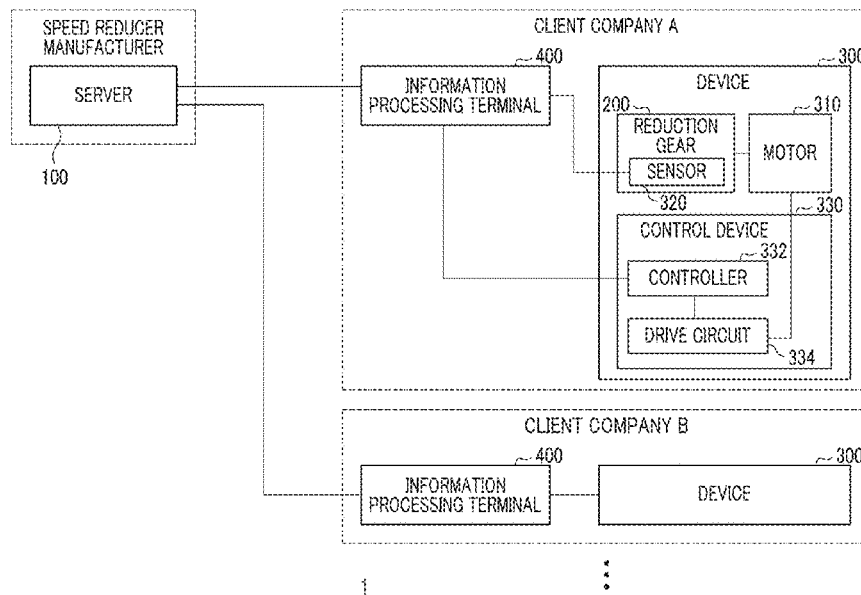 SPEED REDUCER
MANUFACTURER
SERVER
100
CLIENT COMPANY A
400
INFORMATION
PROCESSING TERMINAL
300
DEVICE
200
REDUCTION
GEAR
SENSOR
320
310
MOTOR
330
CONTROL DEVICE
332
CONTROLLER
DRIVE CIRCUIT
334
CLIENT COMPANY B
400
INFORMATION
PROCESSING TERMINAL
300
DEVICE
1